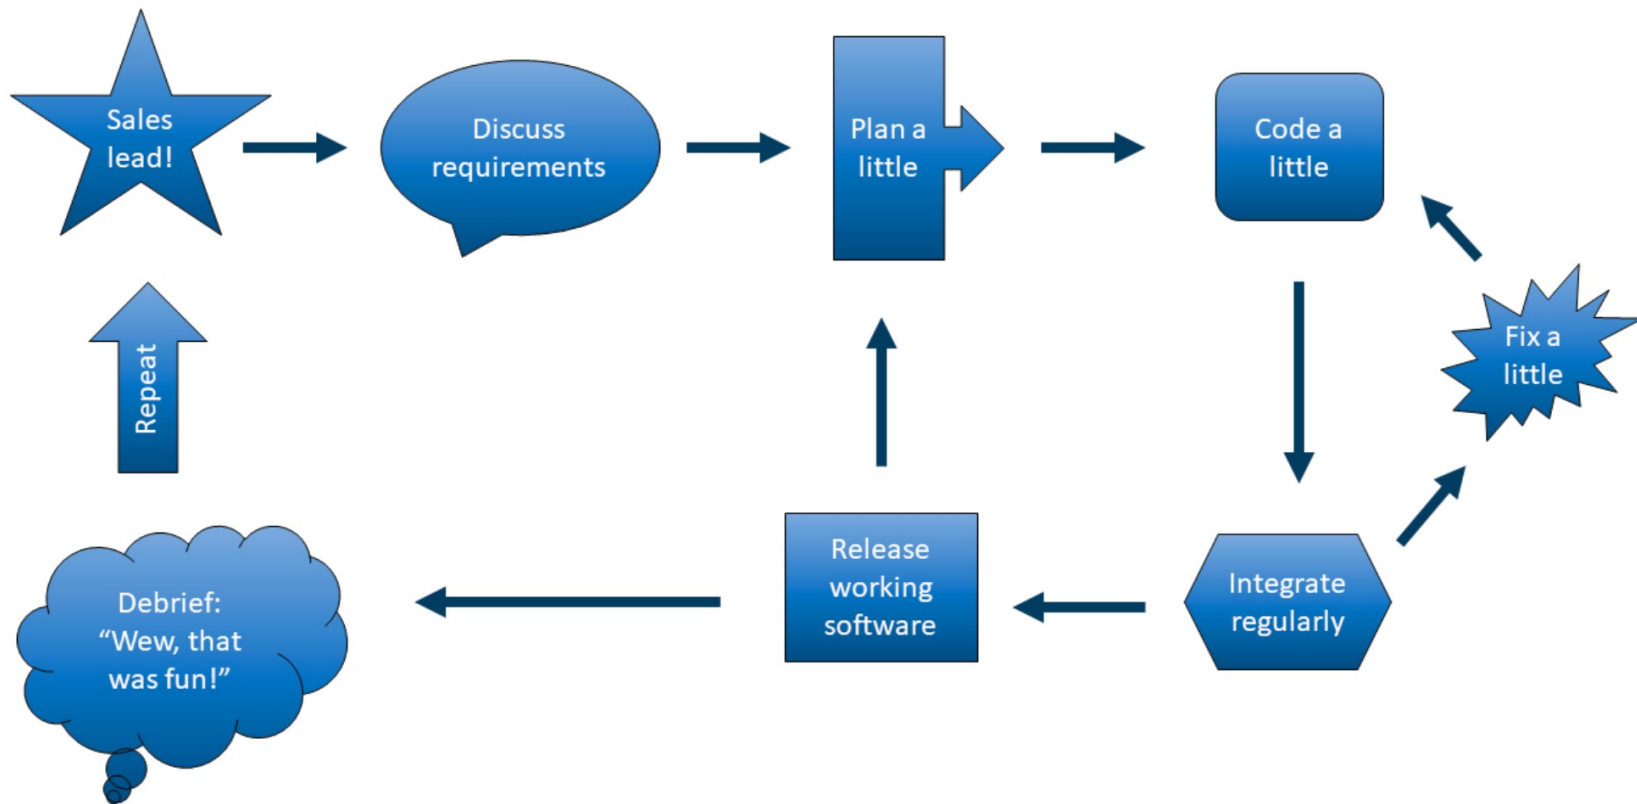 Sales
lead!
Discuss
requirements
Plan a
little
Code a
little
Fix a
little
Repeat
Debrief:
“Wew, that
was fun!”
Release
working
software
Integrate
regularly